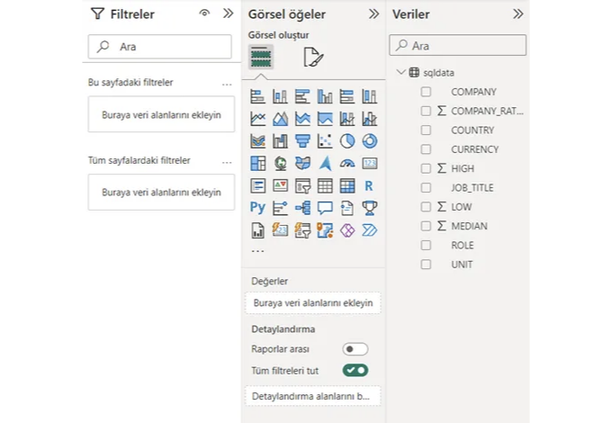 Filtreler
Ara
Bu sayfadaki filtreler
...
Buraya veri alanlarını ekleyin
Tüm sayfalardaki filtreler
...
Buraya veri alanlarını ekleyin
Görsel öğeler
Görsel oluştur
R
Py
...
Değerler
Buraya veri alanlarını ekleyin
Detaylandırma
Raporlar arası
Tüm filtreleri tut
Detaylandırma alanlarını b...
Veriler
Ara
sqldata
COMPANY
∑ COMPANY_RAT...
COUNTRY
CURRENCY
∑ HIGH
JOB_TITLE
∑ LOW
∑ MEDIAN
ROLE
UNIT